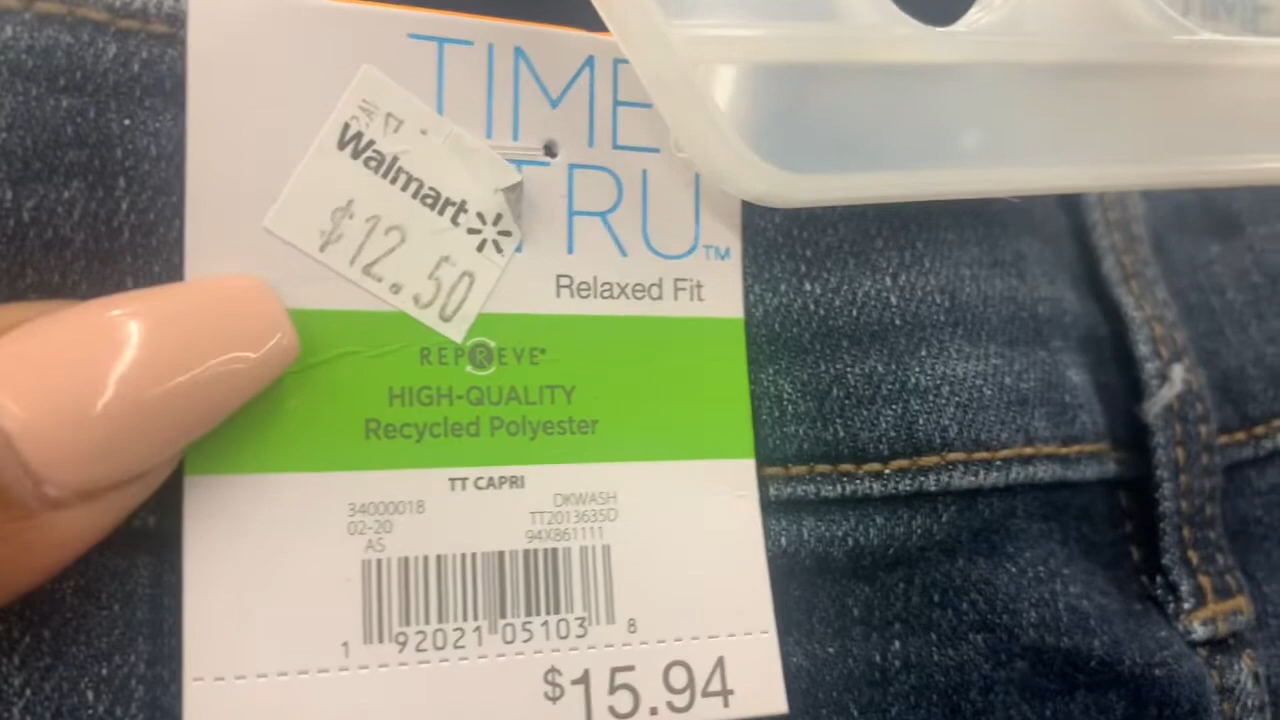 TIME
TRU™
Walmart
$12.50
Relaxed Fit
REPREVE®
HIGH-QUALITY
Recycled Polyester
TT CAPRI
34000018 DKWASH
02-20 TT2013635D
AS 94X861111
1 92021 05103 8
$15.94